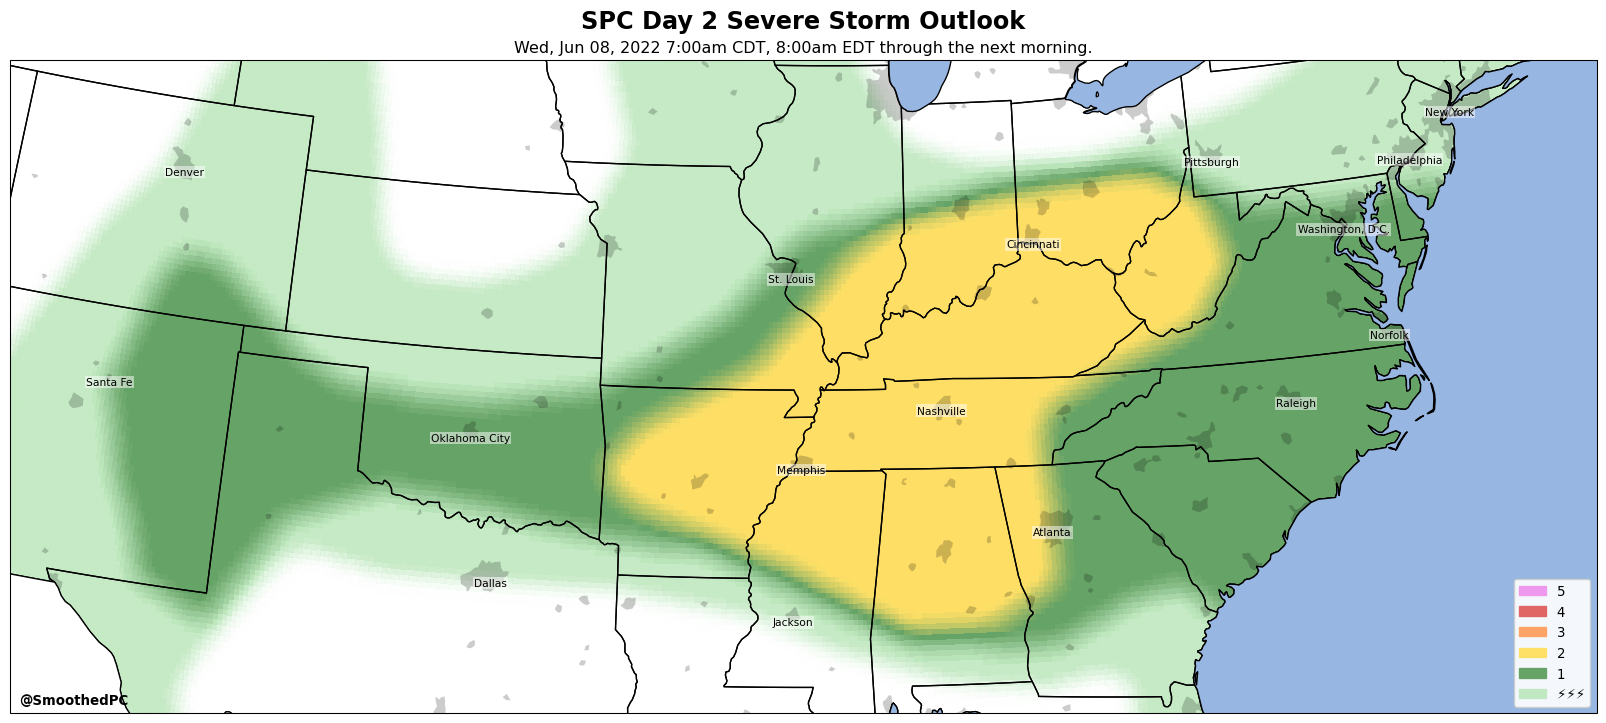 SPC Day 2 Severe Storm Outlook
Wed, Jun 08, 2022 7:00am CDT, 8:00am EDT through the next morning.
New York
Denver
Pittsburgh
Philadelphia
Washington, D.C.
Cincinnati
St. Louis
Norfolk
Santa Fe
Raleigh
Nashville
Oklahoma City
Memphis
Atlanta
Dallas
Jackson
5
4
3
2
1
⚡⚡⚡
@SmoothedPC